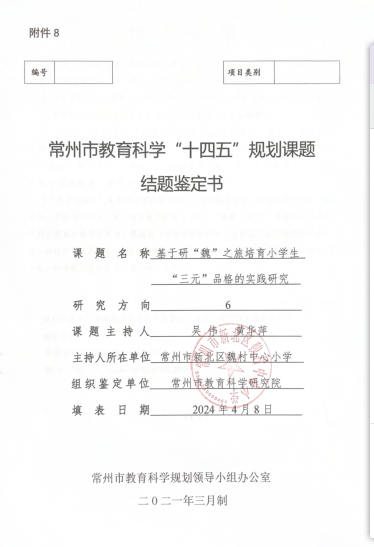 附件 8
编号
项目类别
常州市教育科学“十四五”规划课题
结题鉴定书
课题名称 基于研“魏”之旅培育小学生
“三元”品格的实践研究
研究方向 6
课题主持人 吴伟 黄华萍
主持人所在单位 常州市新北区魏村中心小学
组织鉴定单位 常州市教育科学研究院
填表日期 2024年4月8日
常州市教育科学规划领导小组办公室
二〇二一年三月制